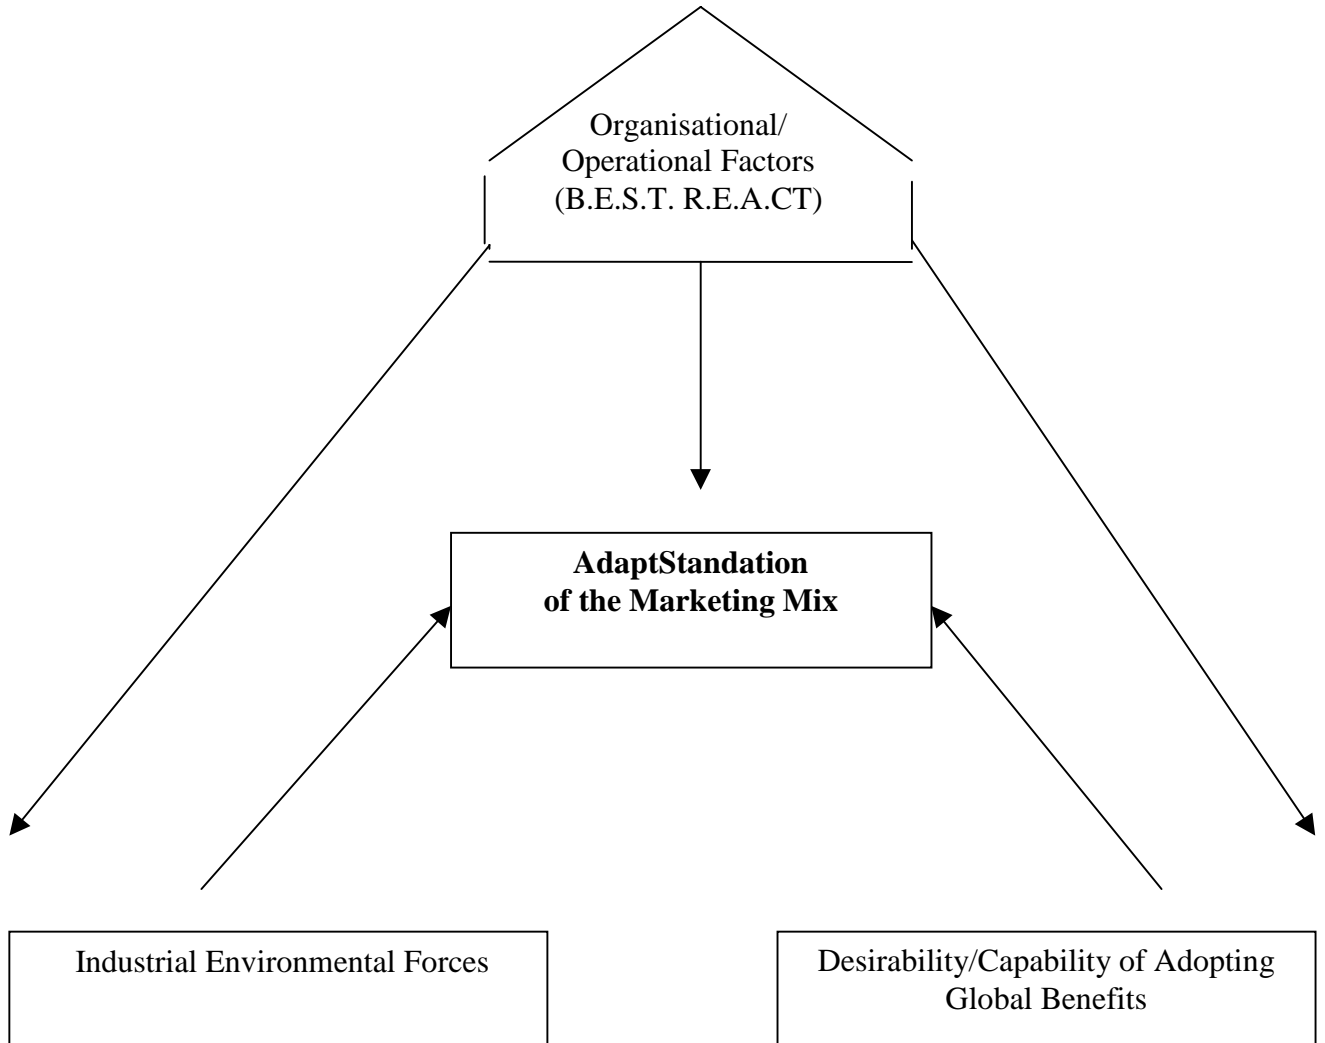 Organisational/
Operational Factors
(B.E.S.T. R.E.A.CT)
AdaptStandation
of the Marketing Mix
Industrial Environmental Forces
Desirability/Capability of Adopting
Global Benefits